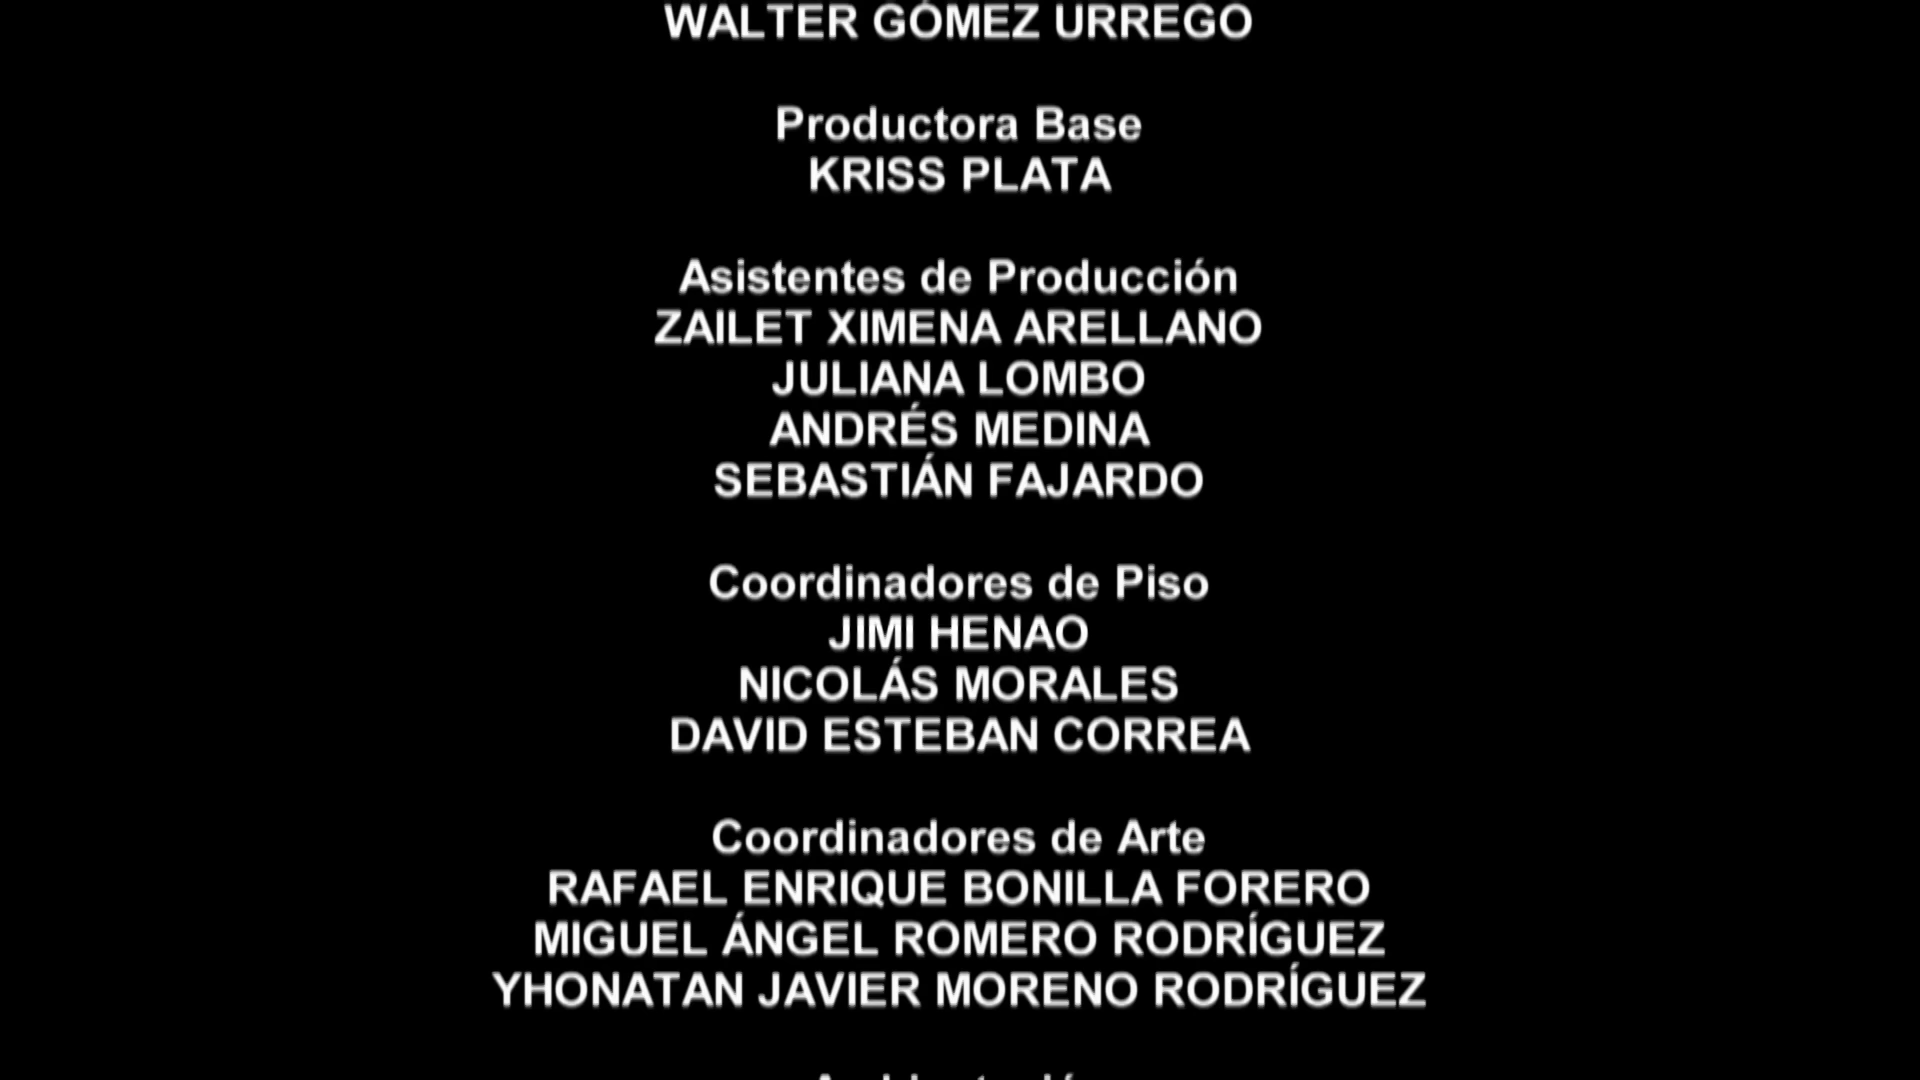 WALTER GÓMEZ URREGO
Productora Base
KRISS PLATA
Asistentes de Producción
ZAILET XIMENA ARELLANO
JULIANA LOMBO
ANDRÉS MEDINA
SEBASTIÁN FAJARDO
Coordinadores de Piso
JIMI HENAO
NICOLÁS MORALES
DAVID ESTEBAN CORREA
Coordinadores de Arte
RAFAEL ENRIQUE BONILLA FORERO
MIGUEL ÁNGEL ROMERO RODRÍGUEZ
YHONATAN JAVIER MORENO RODRÍGUEZ